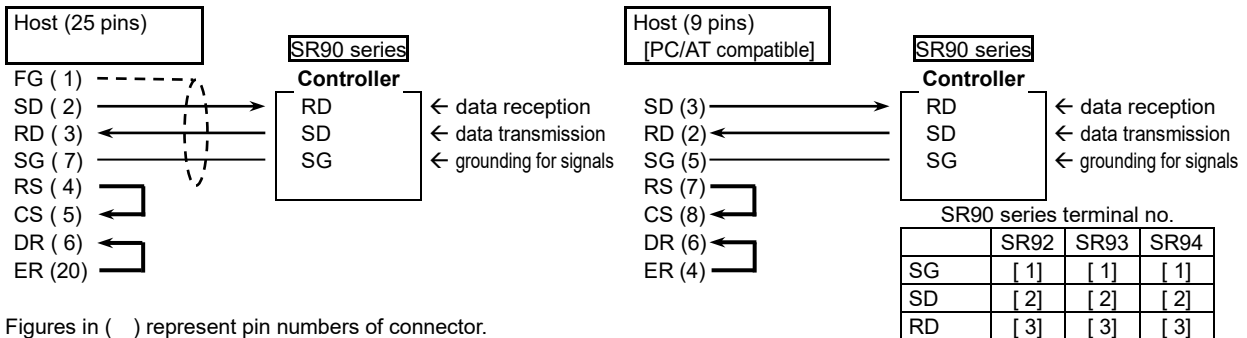 Host (25 pins)
SR90 series
Controller
FG ( 1)
SD ( 2) RD ← data reception
RD ( 3) SD ← data transmission
SG ( 7) SG ← grounding for signals
RS ( 4)
CS ( 5)
DR ( 6)
ER (20)
Figures in ( ) represent pin numbers of connector.
Host (9 pins)
[PC/AT compatible]
SR90 series
Controller
SD (3) RD ← data reception
RD (2) SD ← data transmission
SG (5) SG ← grounding for signals
RS (7)
CS (8)
DR (6)
ER (4)
SR90 series terminal no.
SR92 SR93 SR94
SG [ 1] [ 1] [ 1]
SD [ 2] [ 2] [ 2]
RD [ 3] [ 3] [ 3]